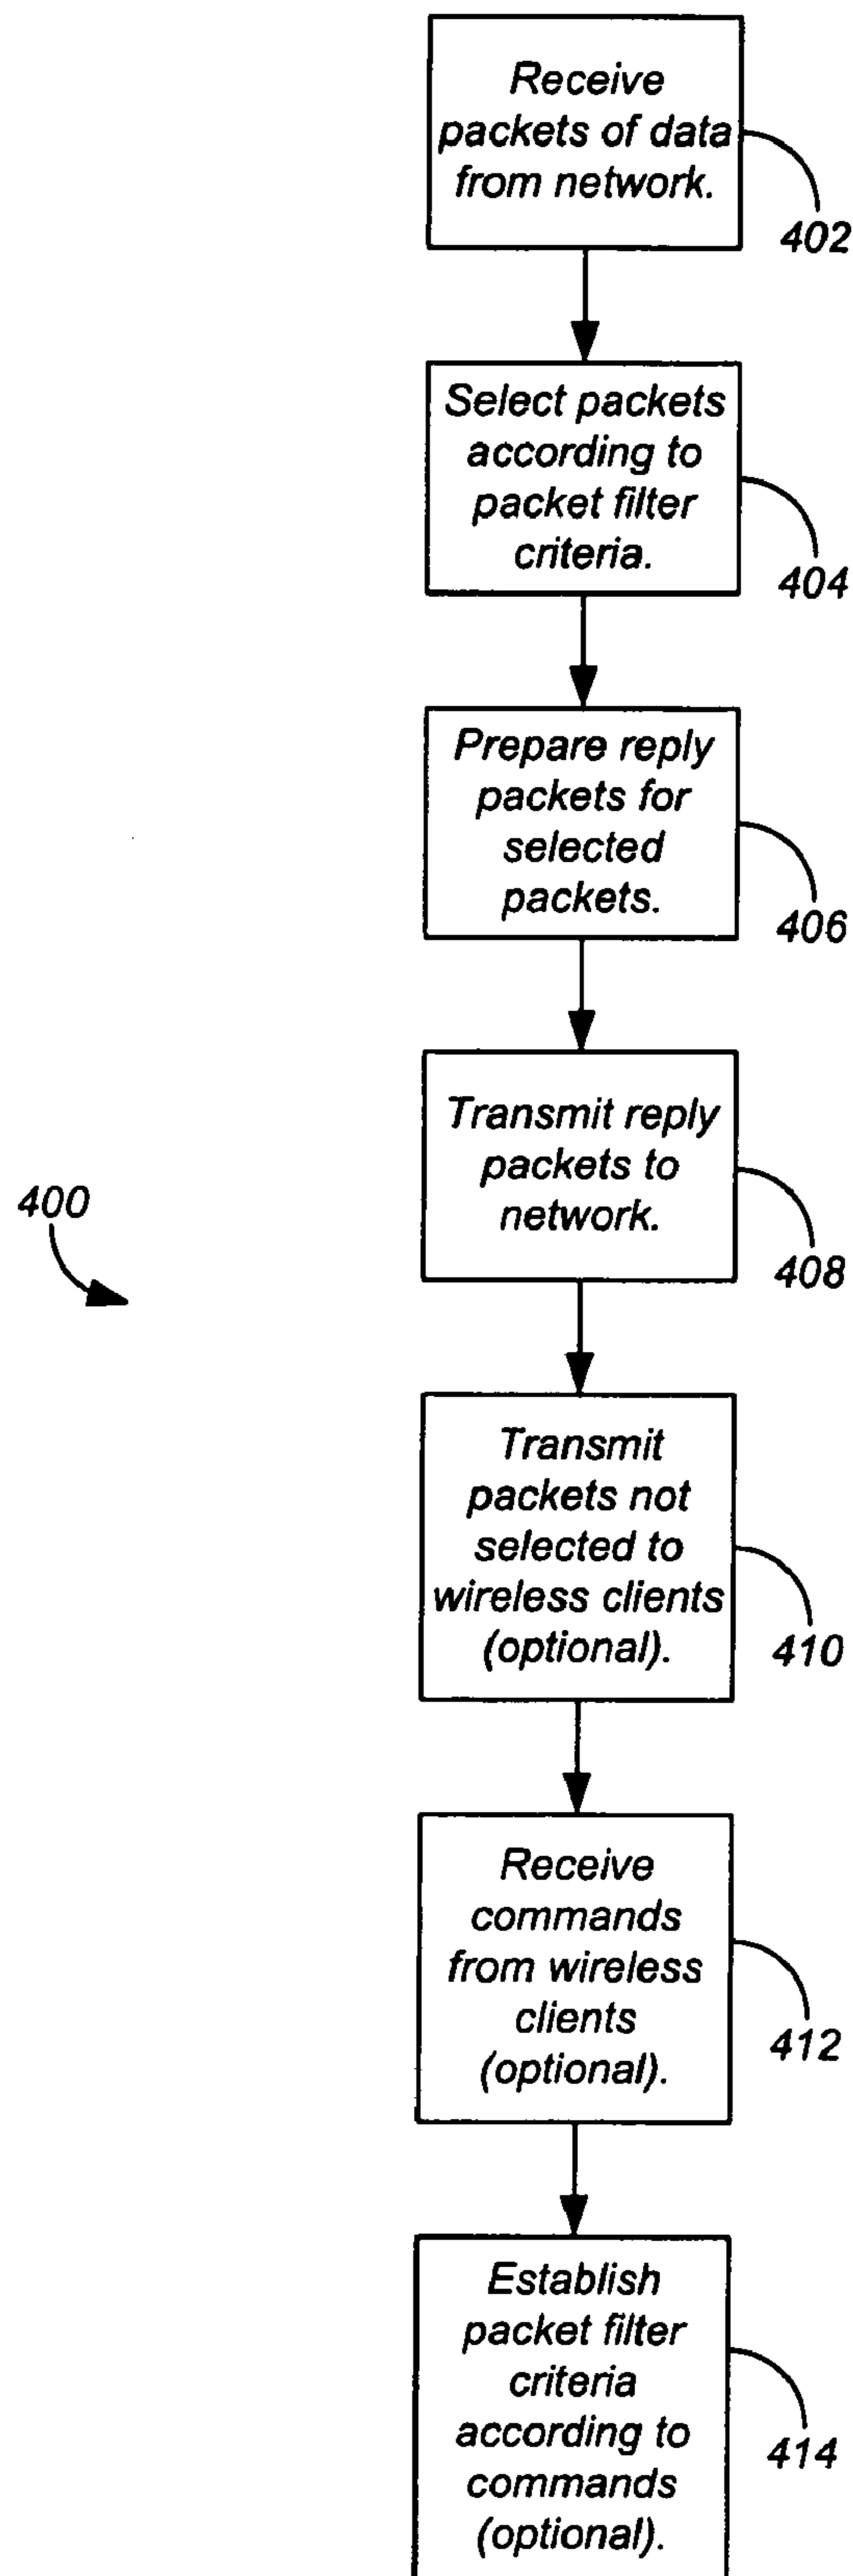 Receive
packets of data
from network.
402
Select packets
according to
packet filter
criteria.
404
Prepare reply
packets for
selected
packets.
406
Transmit reply
packets to
network.
408
400
Transmit
packets not
selected to
wireless clients
(optional).
410
Receive
commands
from wireless
clients
(optional).
412
Establish
packet filter
criteria
according to
commands
(optional).
414